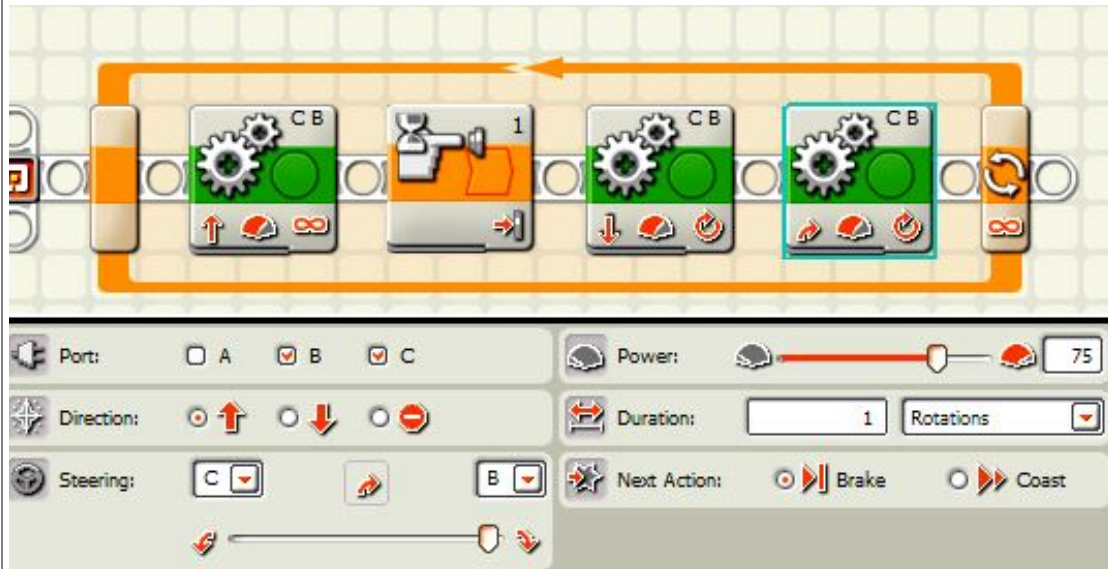 C B
1
C B
C B
Port: A B C
Power: 75
Direction:
Duration: 1 Rotations
Steering: C B
Next Action: Brake Coast